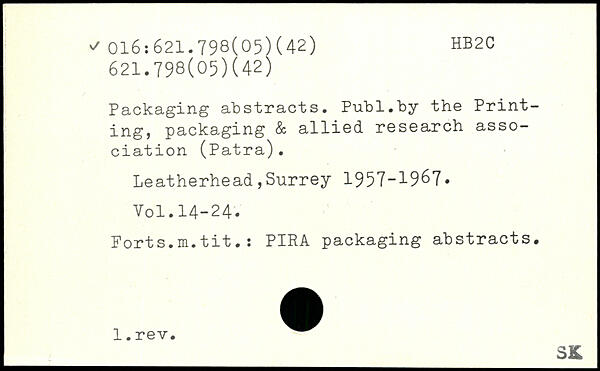 ✓ 016:621.798(05)(42) HB2C
621.798(05)(42)
Packaging abstracts. Publ.by the Print-
ing, packaging & allied research asso-
ciation (Patra).
Leatherhead,Surrey 1957-1967.
Vol.14-24.
Forts.m.tit.: PIRA packaging abstracts.
1.rev.
SK